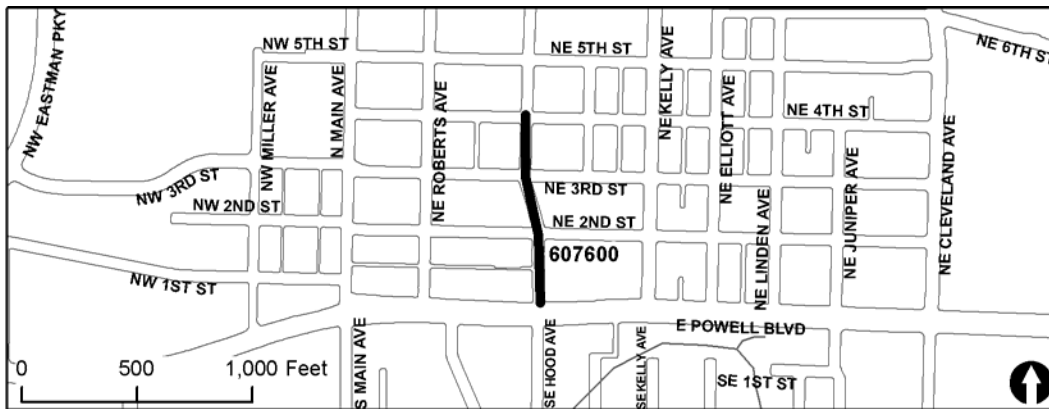 NW EASTMAN PKY
NW 5TH ST
NE 5TH ST
NE 6TH ST
NW MILLER AVE
N MAIN AVE
NE ROBERTS AVE
NE KELLY AVE
NE ELLIOTT AVE
NE 4TH ST
NE CLEVELAND AVE
NE JUNIPER AVE
NW 3RD ST
NE 3RD ST
NW 2ND ST
NE 2ND ST
NE LINDEN AVE
607600
NW 1ST ST
E POWELL BLVD
S MAIN AVE
SE HOOD AVE
SE KELLY AVE
SE 1ST ST
0 500 1,000 Feet